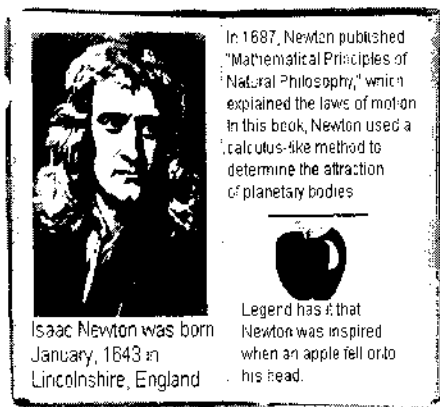 In 1687, Newton published
"Mathematical Principles of
Natural Philosophy," which
explained the laws of motion
In this book, Newton used a
calculus-like method to
determine the attraction
of planetary bodies
Legend has it that
Newton was inspired
when an apple fell onto
his head.
Isaac Newton was born
January, 1643 in
Lincolnshire, England